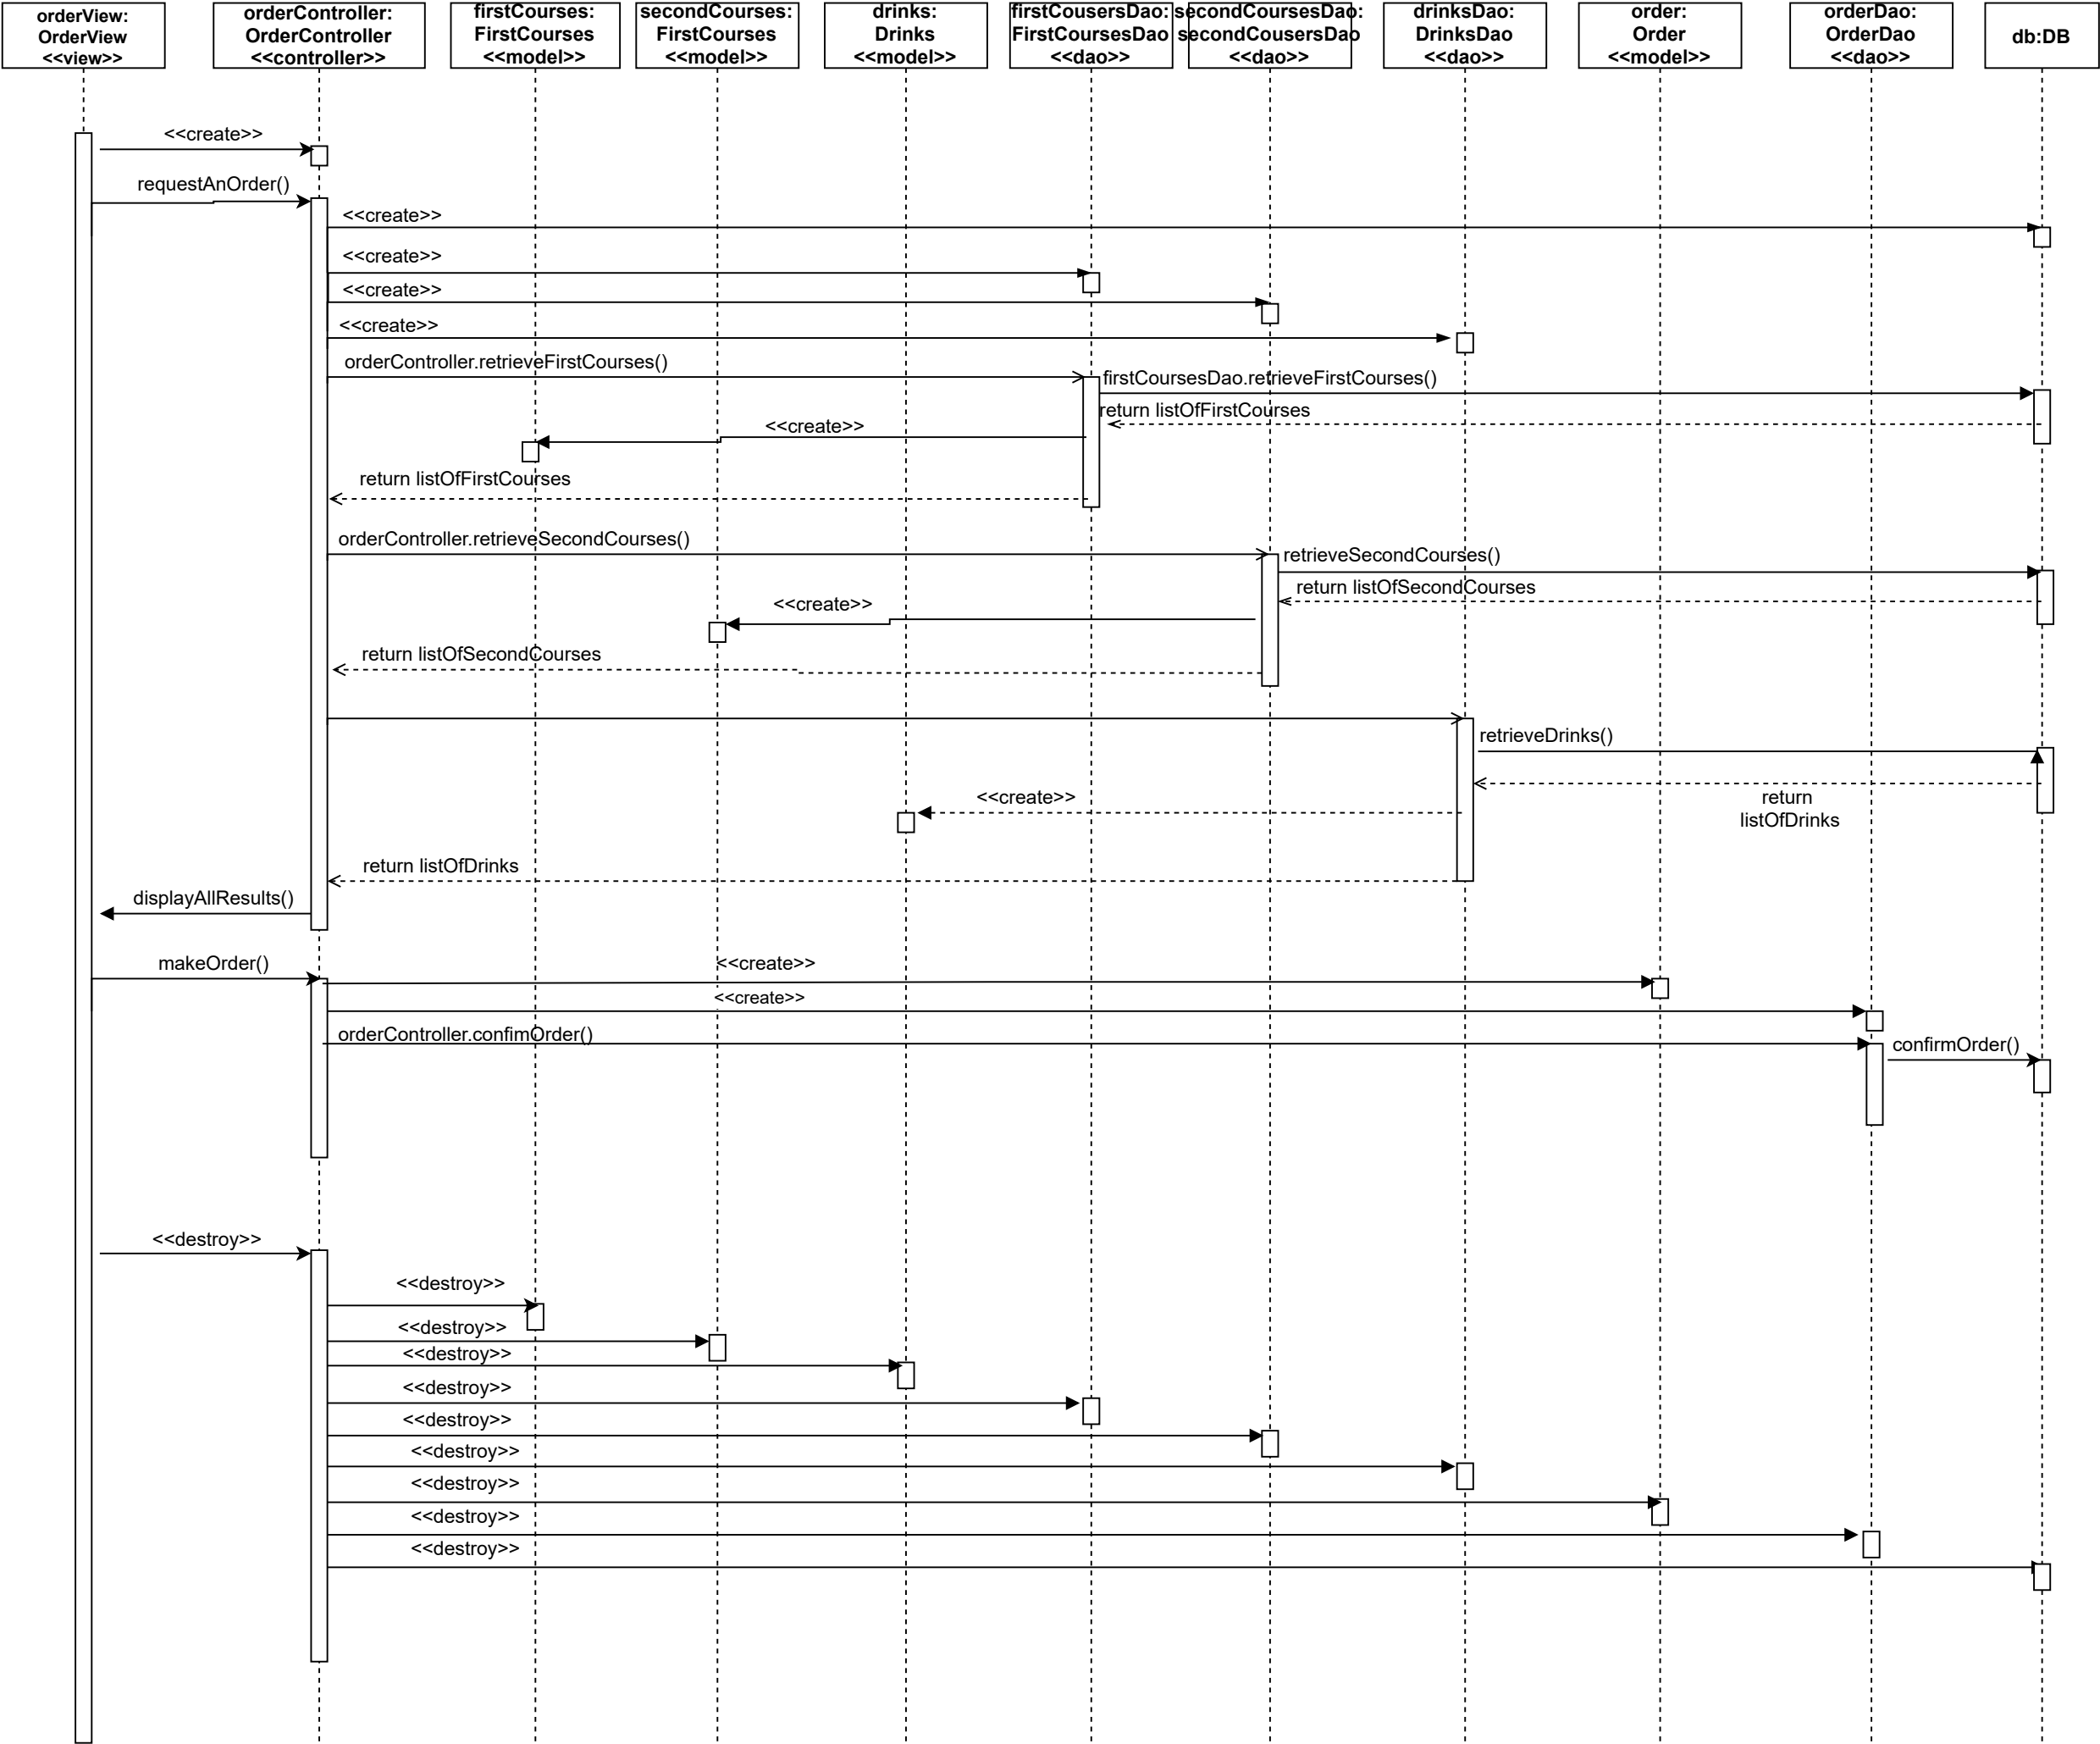 orderView:
OrderView
<<view>>
orderController:
OrderController
<<controller>>
firstCourses:
FirstCourses
<<model>>
secondCourses:
FirstCourses
<<model>>
drinks:
Drinks
<<model>>
firstCousersDao:
FirstCoursesDao
<<dao>>
secondCoursesDao:
secondCousersDao
<<dao>>
drinksDao:
DrinksDao
<<dao>>
order:
Order
<<model>>
orderDao:
OrderDao
<<dao>>
db:DB
<<create>>
requestAnOrder()
<<create>>
<<create>>
<<create>>
<<create>>
orderController.retrieveFirstCourses()
firstCoursesDao.retrieveFirstCourses()
return listOfFirstCourses
<<create>>
return listOfFirstCourses
orderController.retrieveSecondCourses()
retrieveSecondCourses()
return listOfSecondCourses
<<create>>
return listOfSecondCourses
retrieveDrinks()
<<create>>
return
listOfDrinks
return listOfDrinks
displayAllResults()
makeOrder()
<<create>>
<<create>>
orderController.confimOrder()
confirmOrder()
<<destroy>>
<<destroy>>
<<destroy>>
<<destroy>>
<<destroy>>
<<destroy>>
<<destroy>>
<<destroy>>
<<destroy>>
<<destroy>>